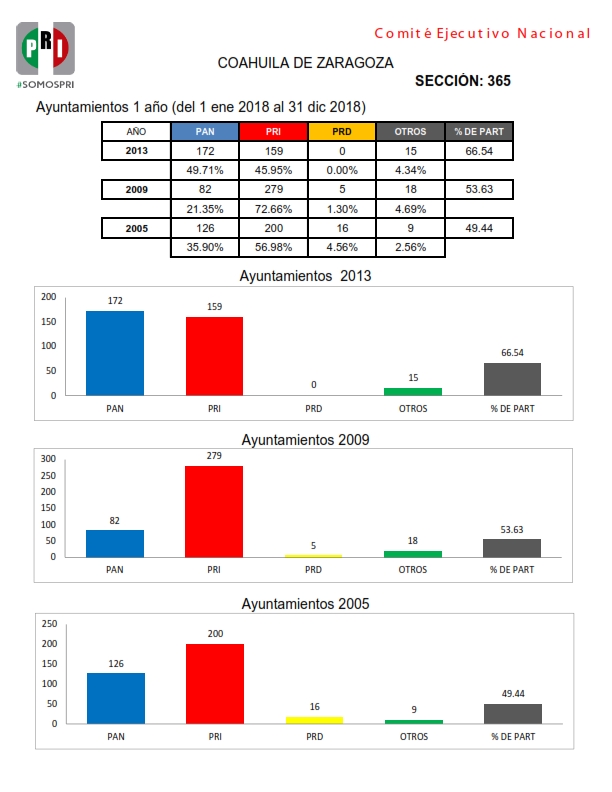 PRI
#SOMOSPRI
Comité Ejecutivo Nacional
COAHUILA DE ZARAGOZA
SECCIÓN: 365
Ayuntamientos 1 año (del 1 ene 2018 al 31 dic 2018)
AÑO PAN PRI PRD OTROS % DE PART
2013 172 159 0 15 66.54
49.71% 45.95% 0.00% 4.34%
2009 82 279 5 18 53.63
21.35% 72.66% 1.30% 4.69%
2005 126 200 16 9 49.44
35.90% 56.98% 4.56% 2.56%
Ayuntamientos 2013
200
150
100
50
0
172
159
0
15
66.54
PAN PRI PRD OTROS % DE PART
Ayuntamientos 2009
300
250
200
150
100
50
0
82
279
5
18
53.63
PAN PRI PRD OTROS % DE PART
Ayuntamientos 2005
250
200
150
100
50
0
126
200
16
9
49.44
PAN PRI PRD OTROS % DE PART